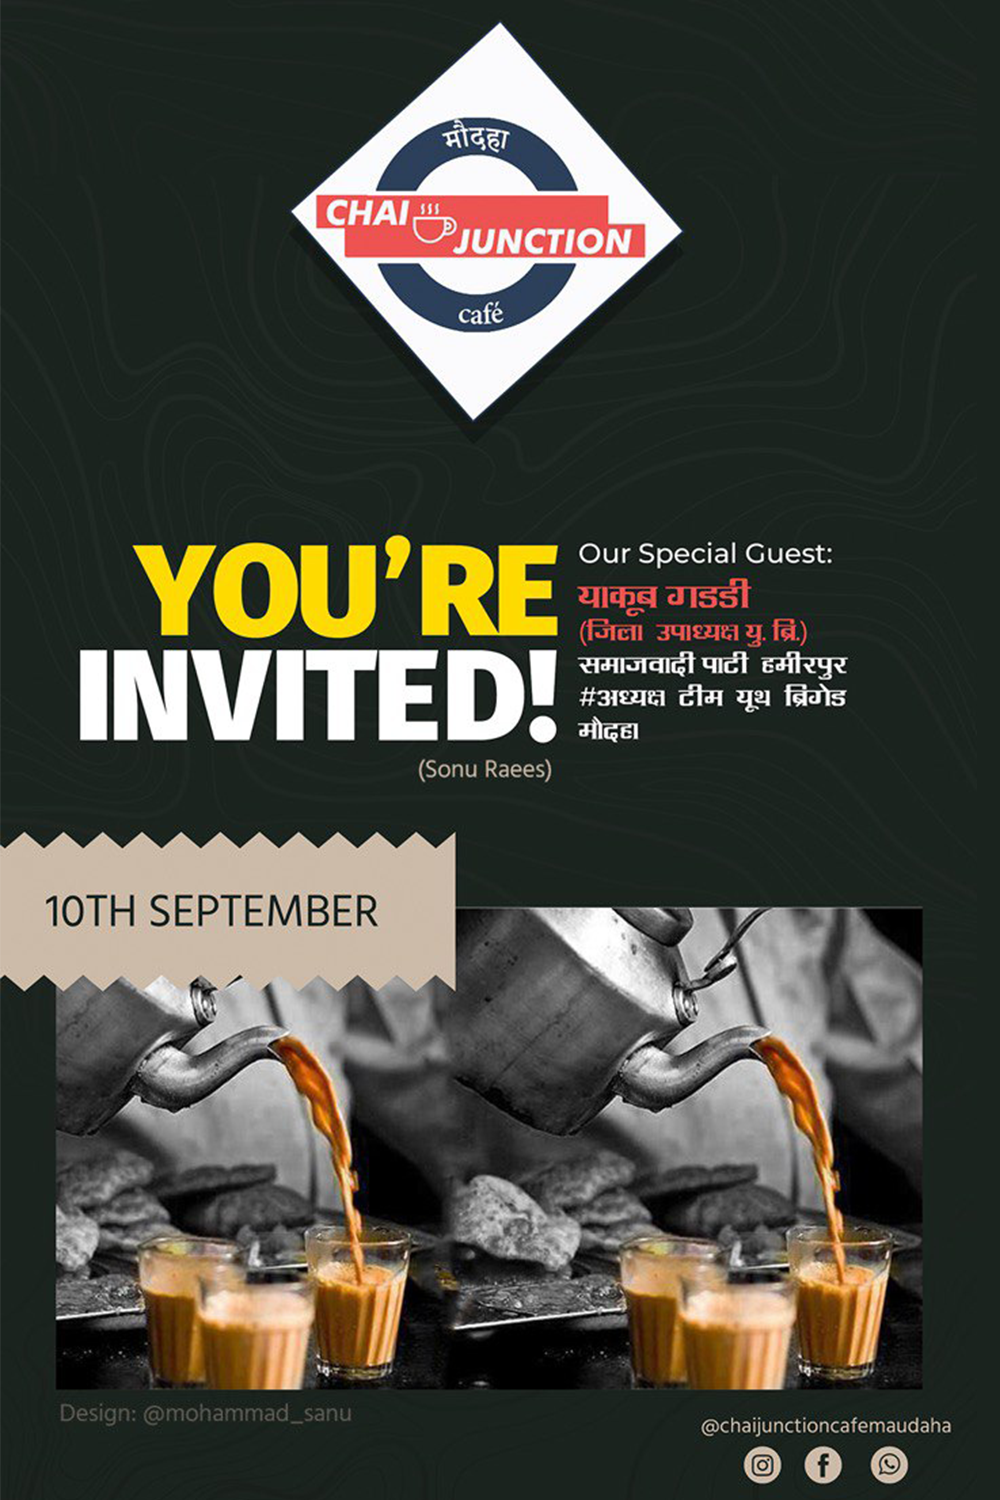 मौदहा
CHAI
JUNCTION
café
YOU'RE
INVITED!
(Sonu Raees)
Our Special Guest:
याकूब गडडी
(जिला उपाध्यक्ष यु. ब्रि.)
समाजवादी पाटी हमीरपुर
#अध्यक्ष टीम यूथ ब्रिगेड
मौदहा
10TH SEPTEMBER
Design: @mohammad_sanu
@chaijunctioncafemaudaha